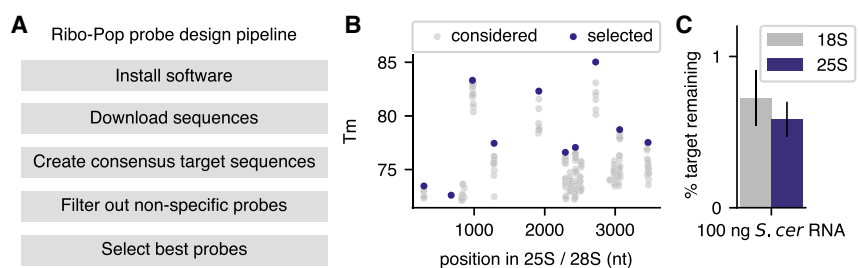 A
Ribo-Pop probe design pipeline
Install software
Download sequences
Create consensus target sequences
Filter out non-specific probes
Select best probes
B
considered
selected
85
80
75
Tm
1000
2000
3000
position in 25S / 28S (nt)
C
18S
25S
1
0
% target remaining
100 ng S. cer RNA